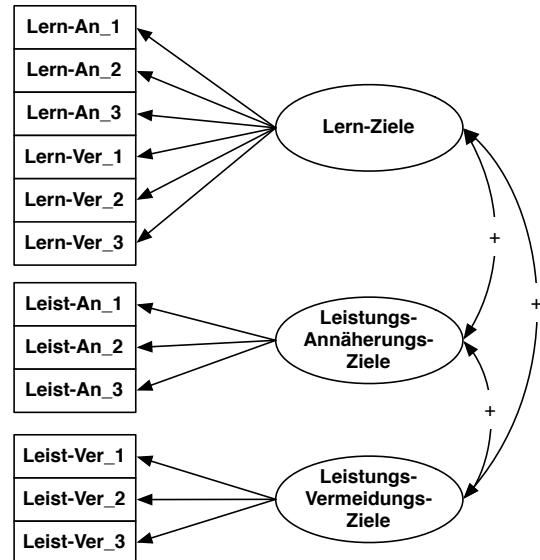 Lern-An_1
Lern-An_2
Lern-An_3
Lern-Ver_1
Lern-Ver_2
Lern-Ver_3
Lern-Ziele
+
+
Leist-An_1
Leist-An_2
Leist-An_3
Leistungs-
Annäherungs-
Ziele
+
Leist-Ver_1
Leist-Ver_2
Leist-Ver_3
Leistungs-
Vermeidungs-
Ziele